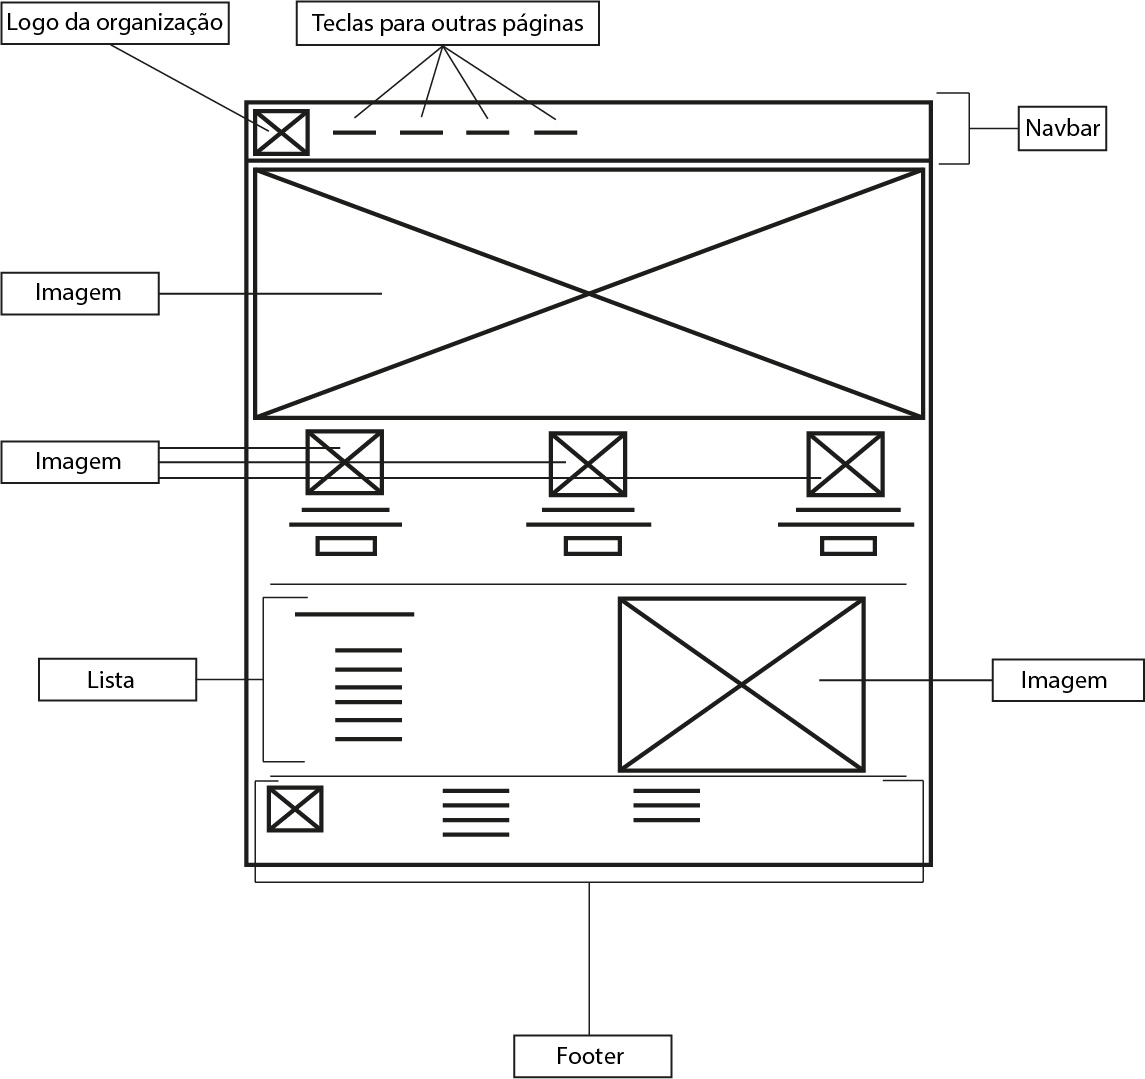 Logo da organização
Teclas para outras páginas
Navbar
Imagem
Imagem
Lista
Imagem
Footer